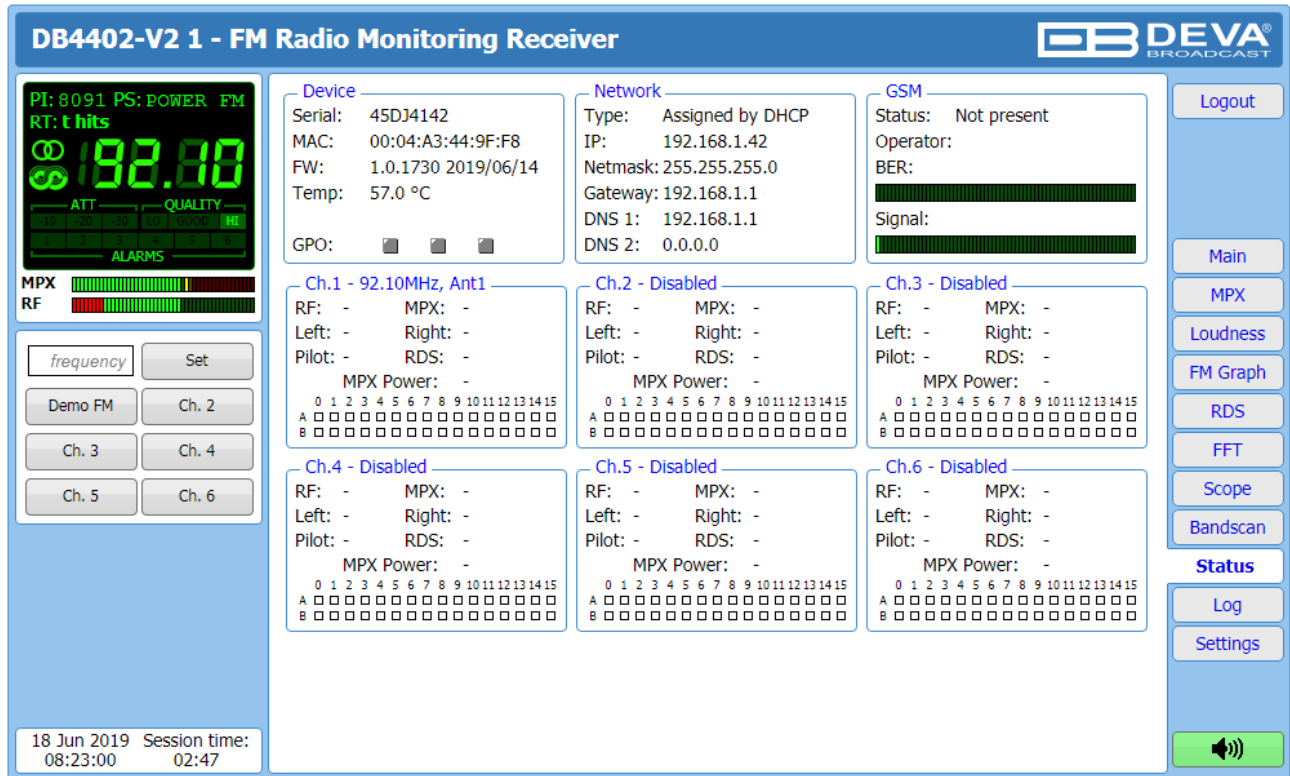 DB4402-V2 1 - FM Radio Monitoring Receiver
DEVA®
BROADCAST
PI: 8091 PS: POWER FM
RT: t hits
92.10
ATT QUALITY
-10 -20 -30 LO GOOD HI
1 2 3 4 5 6
ALARMS
MPX
RF
frequency Set
Demo FM Ch. 2
Ch. 3 Ch. 4
Ch. 5 Ch. 6
18 Jun 2019 Session time:
08:23:00 02:47
Device
Serial: 45DJ4142
MAC: 00:04:A3:44:9F:F8
FW: 1.0.1730 2019/06/14
Temp: 57.0 °C
GPO:
Network
Type: Assigned by DHCP
IP: 192.168.1.42
Netmask: 255.255.255.0
Gateway: 192.168.1.1
DNS 1: 192.168.1.1
DNS 2: 0.0.0.0
GSM
Status: Not present
Operator:
BER:
Signal:
Ch.1 - 92.10MHz, Ant1
RF: - MPX: -
Left: - Right: -
Pilot: - RDS: -
MPX Power: -
0 1 2 3 4 5 6 7 8 9 10 11 12 13 14 15
A
B
Ch.2 - Disabled
RF: - MPX: -
Left: - Right: -
Pilot: - RDS: -
MPX Power: -
0 1 2 3 4 5 6 7 8 9 10 11 12 13 14 15
A
B
Ch.3 - Disabled
RF: - MPX: -
Left: - Right: -
Pilot: - RDS: -
MPX Power: -
0 1 2 3 4 5 6 7 8 9 10 11 12 13 14 15
A
B
Ch.4 - Disabled
RF: - MPX: -
Left: - Right: -
Pilot: - RDS: -
MPX Power: -
0 1 2 3 4 5 6 7 8 9 10 11 12 13 14 15
A
B
Ch.5 - Disabled
RF: - MPX: -
Left: - Right: -
Pilot: - RDS: -
MPX Power: -
0 1 2 3 4 5 6 7 8 9 10 11 12 13 14 15
A
B
Ch.6 - Disabled
RF: - MPX: -
Left: - Right: -
Pilot: - RDS: -
MPX Power: -
0 1 2 3 4 5 6 7 8 9 10 11 12 13 14 15
A
B
Logout
Main
MPX
Loudness
FM Graph
RDS
FFT
Scope
Bandscan
Status
Log
Settings